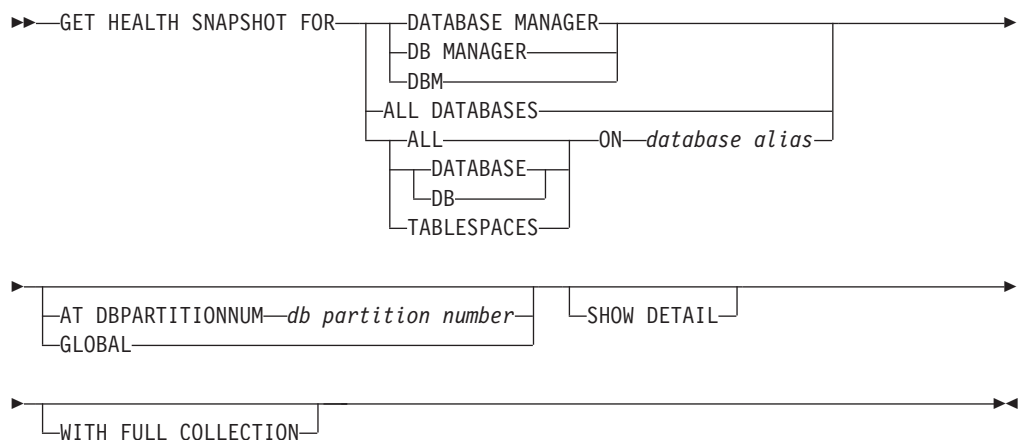 GET HEALTH SNAPSHOT FOR DATABASE MANAGER
DB MANAGER
DBM
ALL DATABASES
ALL ON database alias
DATABASE
DB
TABLESPACES
AT DBPARTITIONNUM db partition number SHOW DETAIL
GLOBAL
WITH FULL COLLECTION